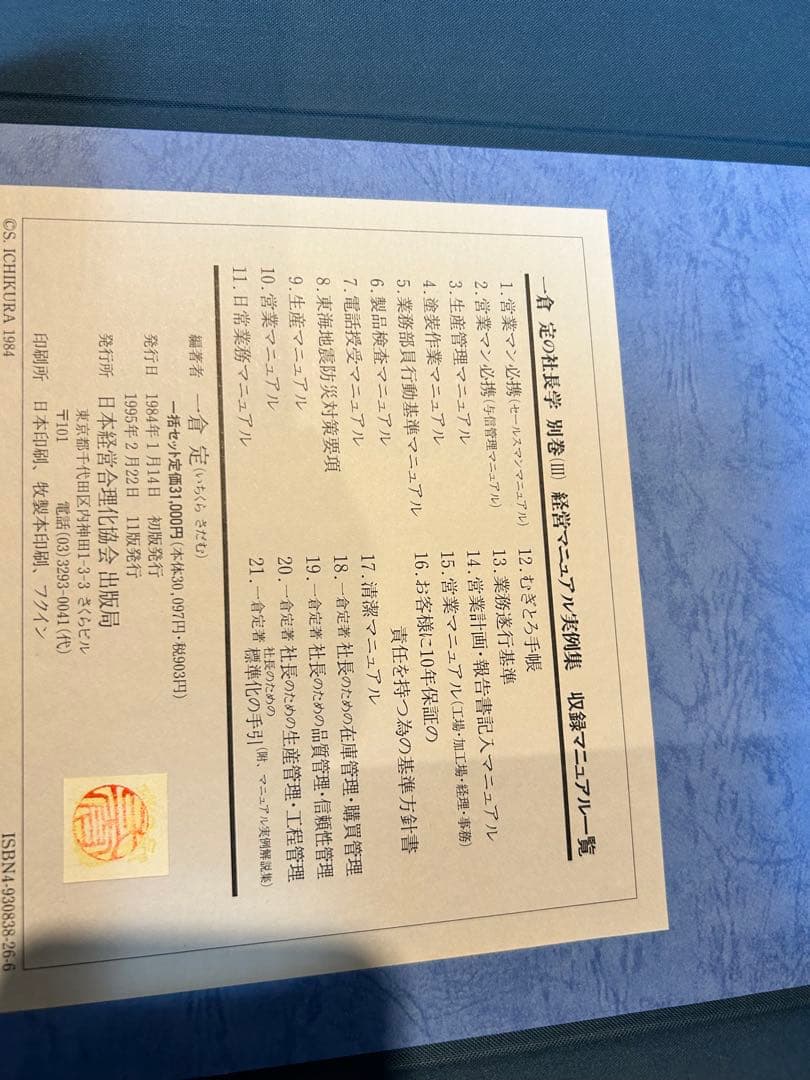 一倉 定の社長学 別巻(III) 経営マニュアル実例集 収録マニュアル一覧
1. 営業マン必携(セールスマンマニュアル)
2. 営業マン必携(与信管理マニュアル)
3. 生産管理マニュアル
4. 塗装作業マニュアル
5. 業務部員行動基準マニュアル
6. 製品検査マニュアル
7. 電話授受マニュアル
8. 東海地震防災対策要項
9. 生産マニュアル
10. 営業マニュアル
11. 日常業務マニュアル
12. むぎとろ手帳
13. 業務遂行基準
14. 営業計画・報告書記入マニュアル
15. 営業マニュアル(工場・加工場・経理・事務)
16. お客様に10年保証の
責任を持つ為の基準方針書
17. 清潔マニュアル
18. 一倉定著 社長のための在庫管理・購買管理
19. 一倉定著 社長のための品質管理・信頼性管理
20. 一倉定著 社長のための生産管理・工程管理
21. 一倉定著 社長のための標準化の手引(附、マニュアル実例解説集)
編著者 一倉 定(いちくら さだむ)
一括セット定価31,000円(本体30,097円・税903円)
発行日 1984年1月14日 初版発行
1995年2月22日 11版発行
発行所 日本経営合理化協会 出版局
東京都千代田区内神田1-3-3 さくらビル
〒101 電話(03)3293-0041(代)
印刷所 日本印刷、牧製本印刷、フクイン
©S. ICHIKURA 1984
ISBN4-930838-26-6